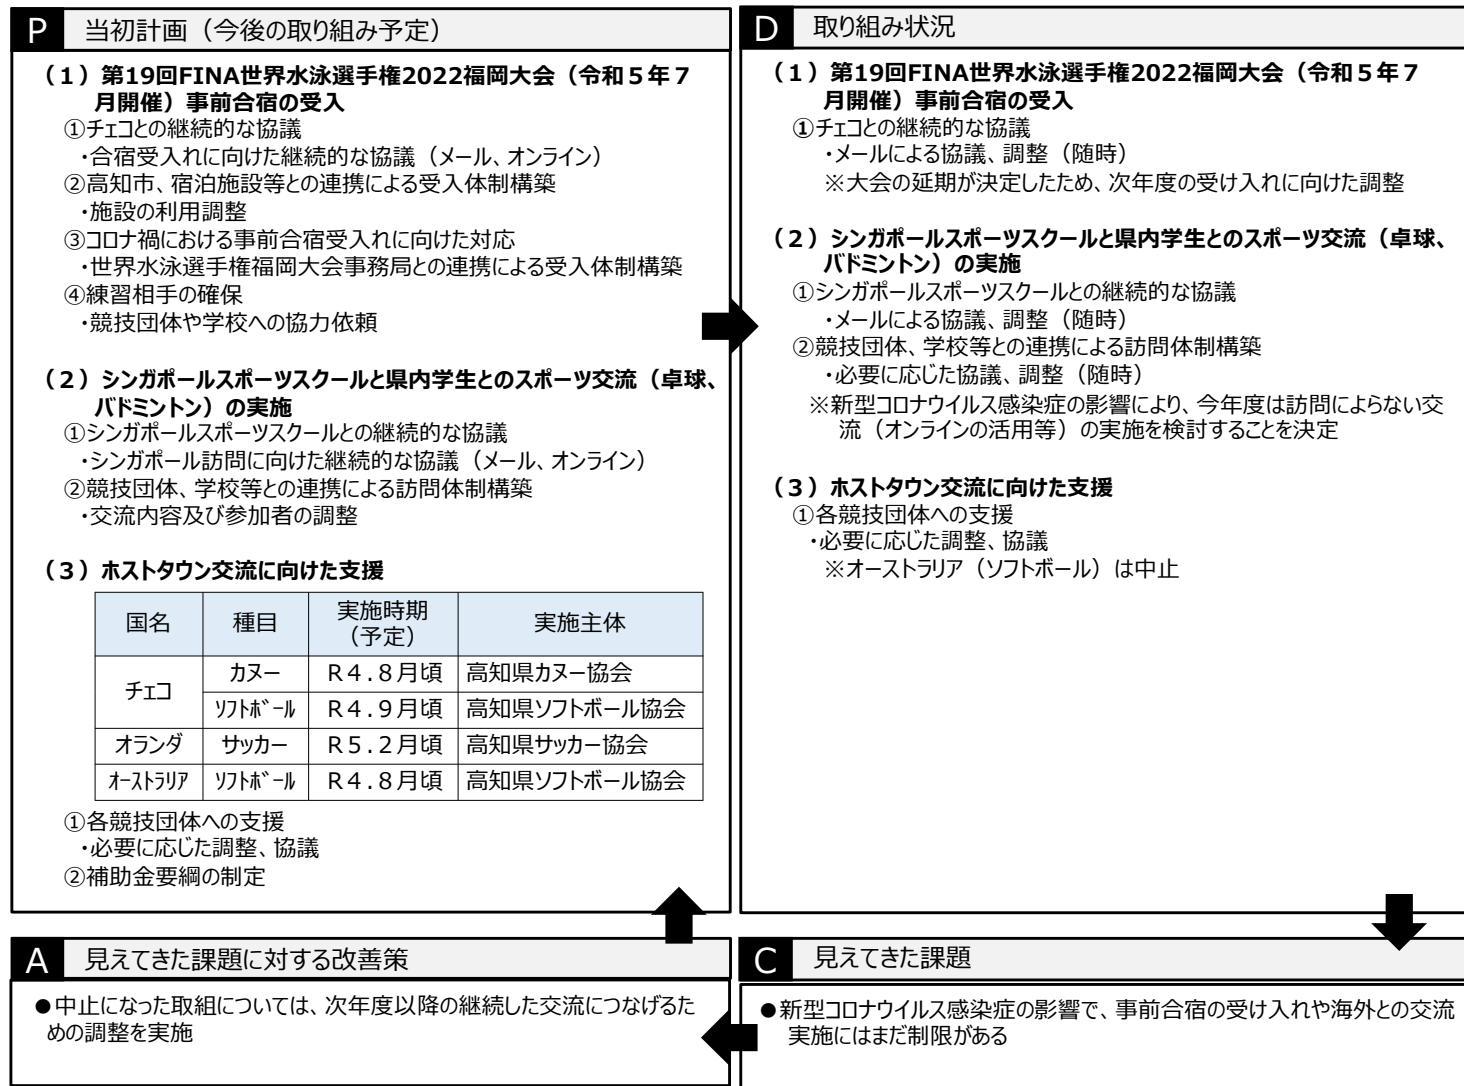 P 当初計画（今後の取り組み予定）
（１）第19回FINA世界水泳選手権2022福岡大会（令和５年７
月開催）事前合宿の受入
①チェコとの継続的な協議
・合宿受入れに向けた継続的な協議（メール、オンライン）
②高知市、宿泊施設等との連携による受入体制構築
・施設の利用調整
③コロナ禍における事前合宿受入れに向けた対応
・世界水泳選手権福岡大会事務局との連携による受入体制構築
④練習相手の確保
・競技団体や学校への協力依頼
（２）シンガポールスポーツスクールと県内学生とのスポーツ交流（卓球、
バドミントン）の実施
①シンガポールスポーツスクールとの継続的な協議
・シンガポール訪問に向けた継続的な協議（メール、オンライン）
②競技団体、学校等との連携による訪問体制構築
・交流内容及び参加者の調整
（３）ホストタウン交流に向けた支援
国名 種目 実施時期（予定） 実施主体
チェコ カヌー R４.８月頃 高知県カヌー協会
ｿﾌﾄﾎﾞｰﾙ R４.９月頃 高知県ソフトボール協会
オランダ サッカー R５.２月頃 高知県サッカー協会
ｵｰｽﾄﾗﾘｱ ｿﾌﾄﾎﾞｰﾙ R４.８月頃 高知県ソフトボール協会
①各競技団体への支援
・必要に応じた調整、協議
②補助金要綱の制定
D 取り組み状況
（１）第19回FINA世界水泳選手権2022福岡大会（令和５年７
月開催）事前合宿の受入
①チェコとの継続的な協議
・メールによる協議、調整（随時）
※大会の延期が決定したため、次年度の受け入れに向けた調整
（２）シンガポールスポーツスクールと県内学生とのスポーツ交流（卓球、
バドミントン）の実施
①シンガポールスポーツスクールとの継続的な協議
・メールによる協議、調整（随時）
②競技団体、学校等との連携による訪問体制構築
・必要に応じた協議、調整（随時）
※新型コロナウイルス感染症の影響により、今年度は訪問によらない交
流（オンラインの活用等）の実施を検討することを決定
（３）ホストタウン交流に向けた支援
①各競技団体への支援
・必要に応じた調整、協議
※オーストラリア（ソフトボール）は中止
C 見えてきた課題
●新型コロナウイルス感染症の影響で、事前合宿の受け入れや海外との交流
実施にはまだ制限がある
A 見えてきた課題に対する改善策
●中止になった取組については、次年度以降の継続した交流につなげるた
めの調整を実施